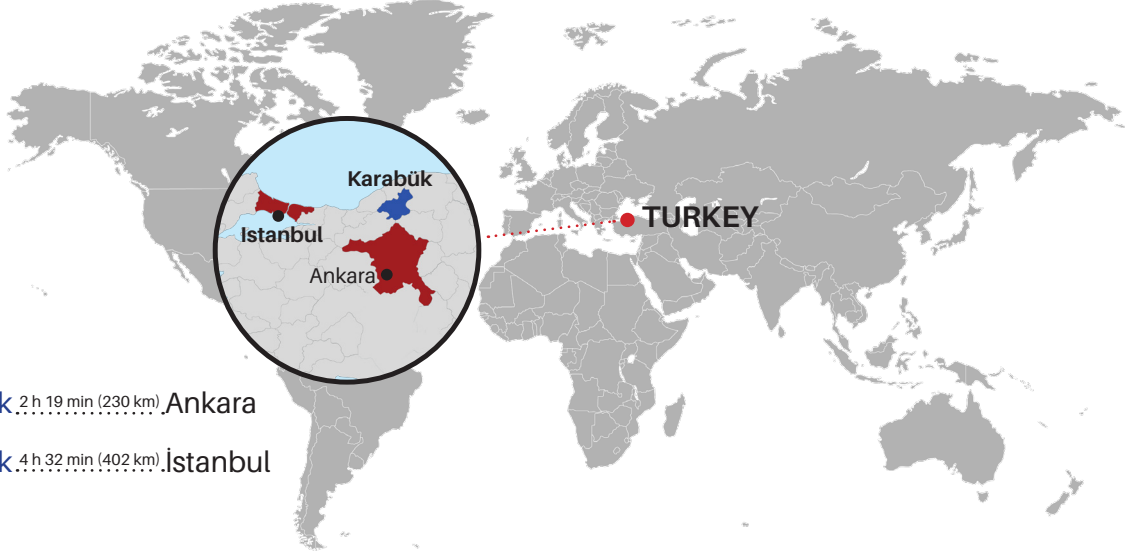 Karabük
Istanbul
TURKEY
Ankara
k 2 h 19 min (230 km) Ankara
k 4 h 32 min (402 km) İstanbul